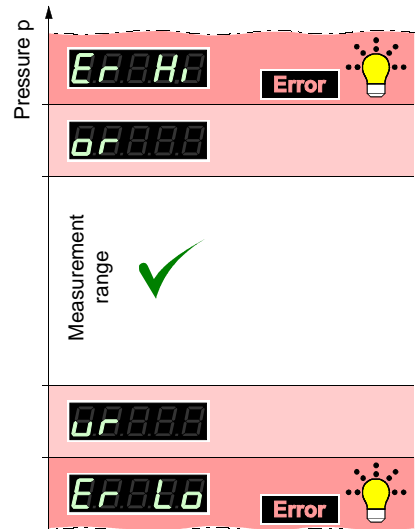 Pressure p
Er Hi
Error
or
Measurement
range
ur
Er Lo
Error